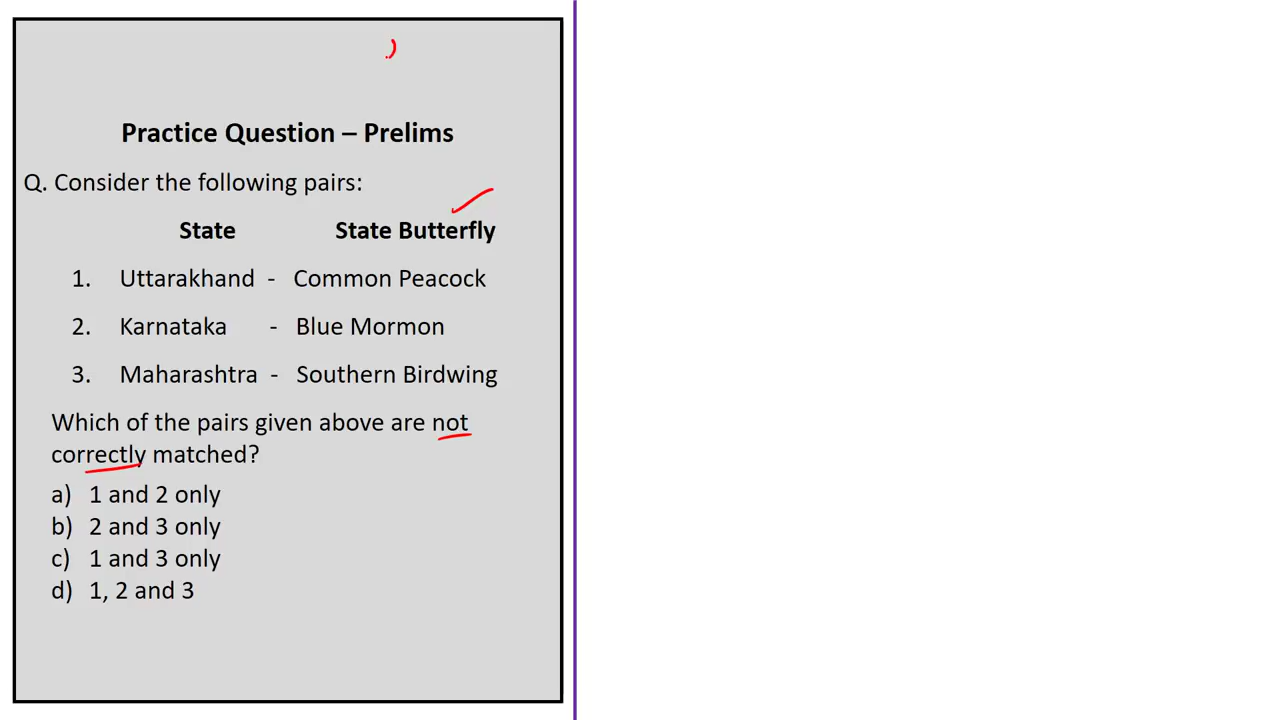 Practice Question – Prelims
Q. Consider the following pairs:
State State Butterfly
1. Uttarakhand - Common Peacock
2. Karnataka - Blue Mormon
3. Maharashtra - Southern Birdwing
Which of the pairs given above are not
correctly matched?
a) 1 and 2 only
b) 2 and 3 only
c) 1 and 3 only
d) 1, 2 and 3